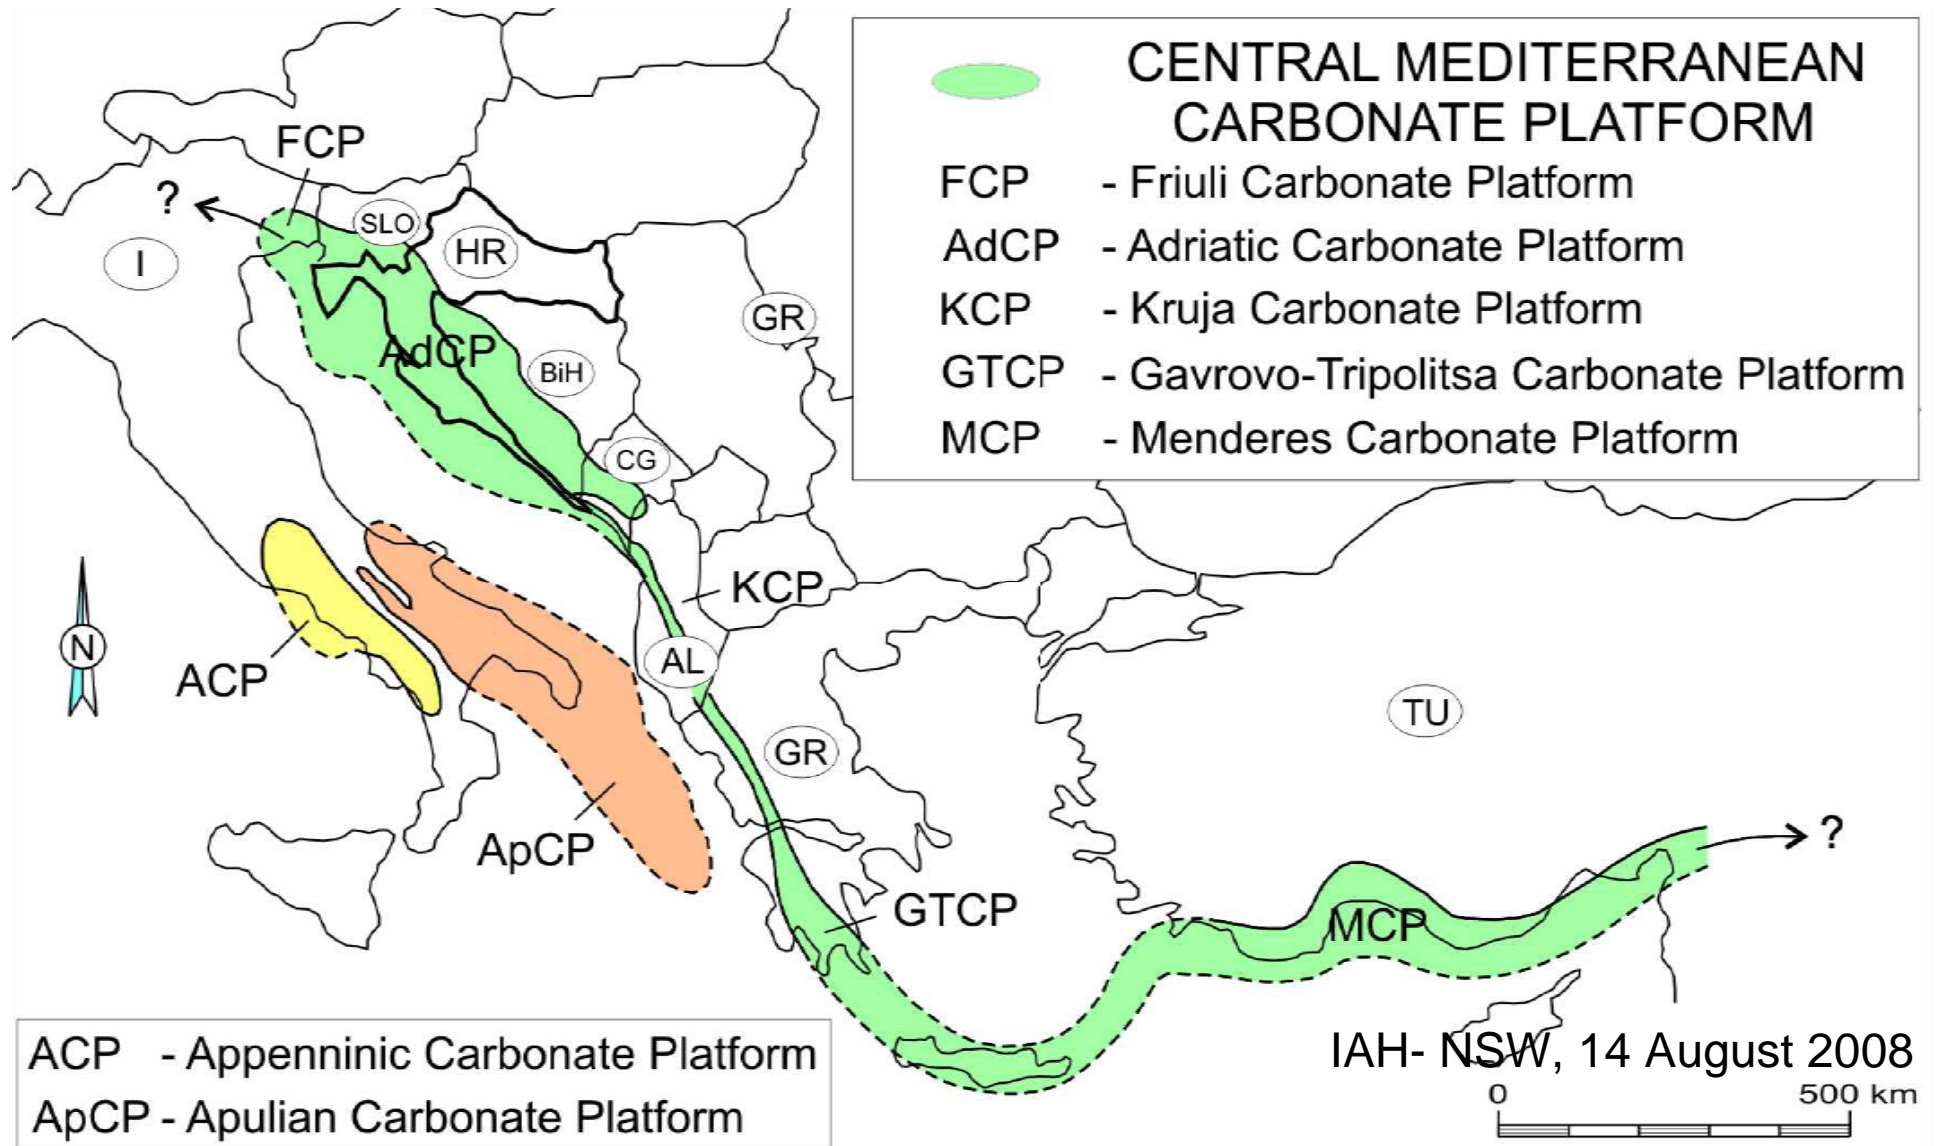 CENTRAL MEDITERRANEAN
CARBONATE PLATFORM
FCP - Friuli Carbonate Platform
AdCP - Adriatic Carbonate Platform
KCP - Kruja Carbonate Platform
GTCP - Gavrovo-Tripolitsa Carbonate Platform
MCP - Menderes Carbonate Platform
FCP
?
SLO
HR
I
GR
AdCP
BiH
CG
KCP
N
AL
ACP
TU
GR
ApCP
?
GTCP
MCP
ACP - Appenninic Carbonate Platform
ApCP - Apulian Carbonate Platform
IAH- NSW, 14 August 2008
0 500 km